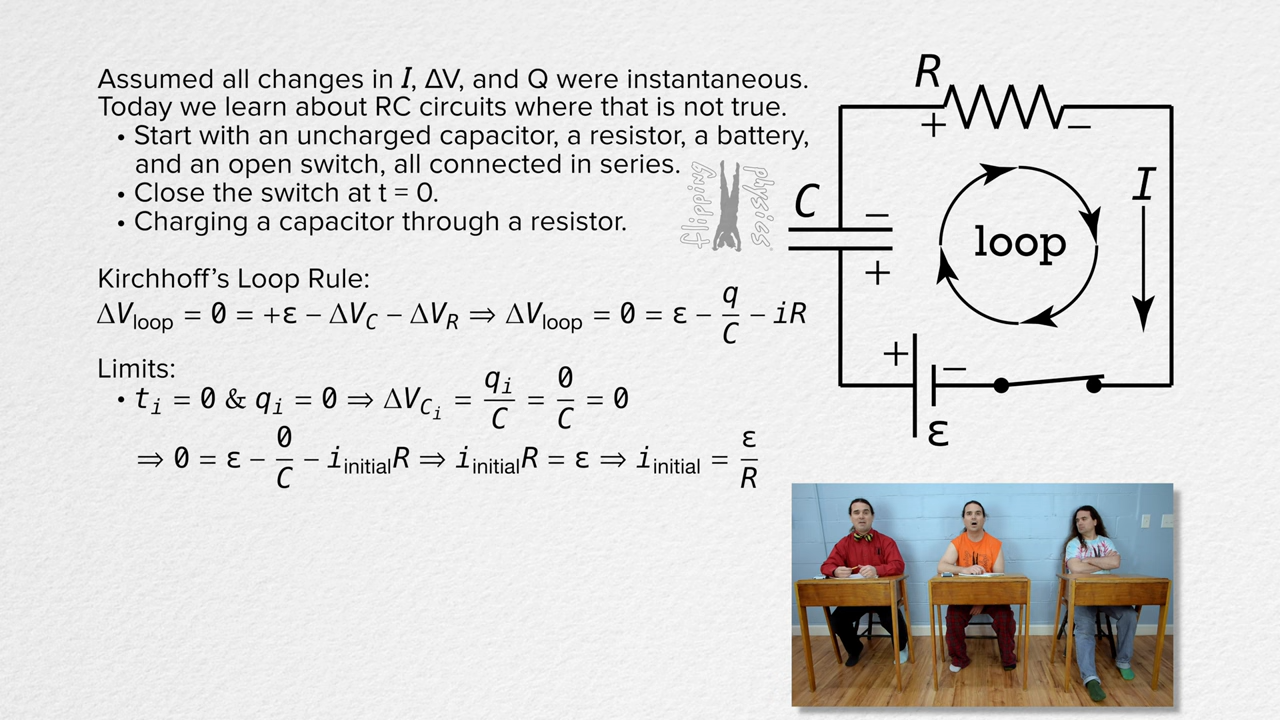 Assumed all changes in I, ΔV, and Q were instantaneous.
Today we learn about RC circuits where that is not true.
• Start with an uncharged capacitor, a resistor, a battery,
and an open switch, all connected in series.
• Close the switch at t = 0.
• Charging a capacitor through a resistor.
flipping physics
Kirchhoff's Loop Rule:
ΔV_loop = 0 = +ε − ΔV_C − ΔV_R ⇒ ΔV_loop = 0 = ε − q/C − iR
Limits:
• t_i = 0 & q_i = 0 ⇒ ΔV_C_i = q_i/C = 0/C = 0
⇒ 0 = ε − 0/C − i_initial R ⇒ i_initial R = ε ⇒ i_initial = ε/R
R
+ −
C
−
+
loop
I
+ −
ε